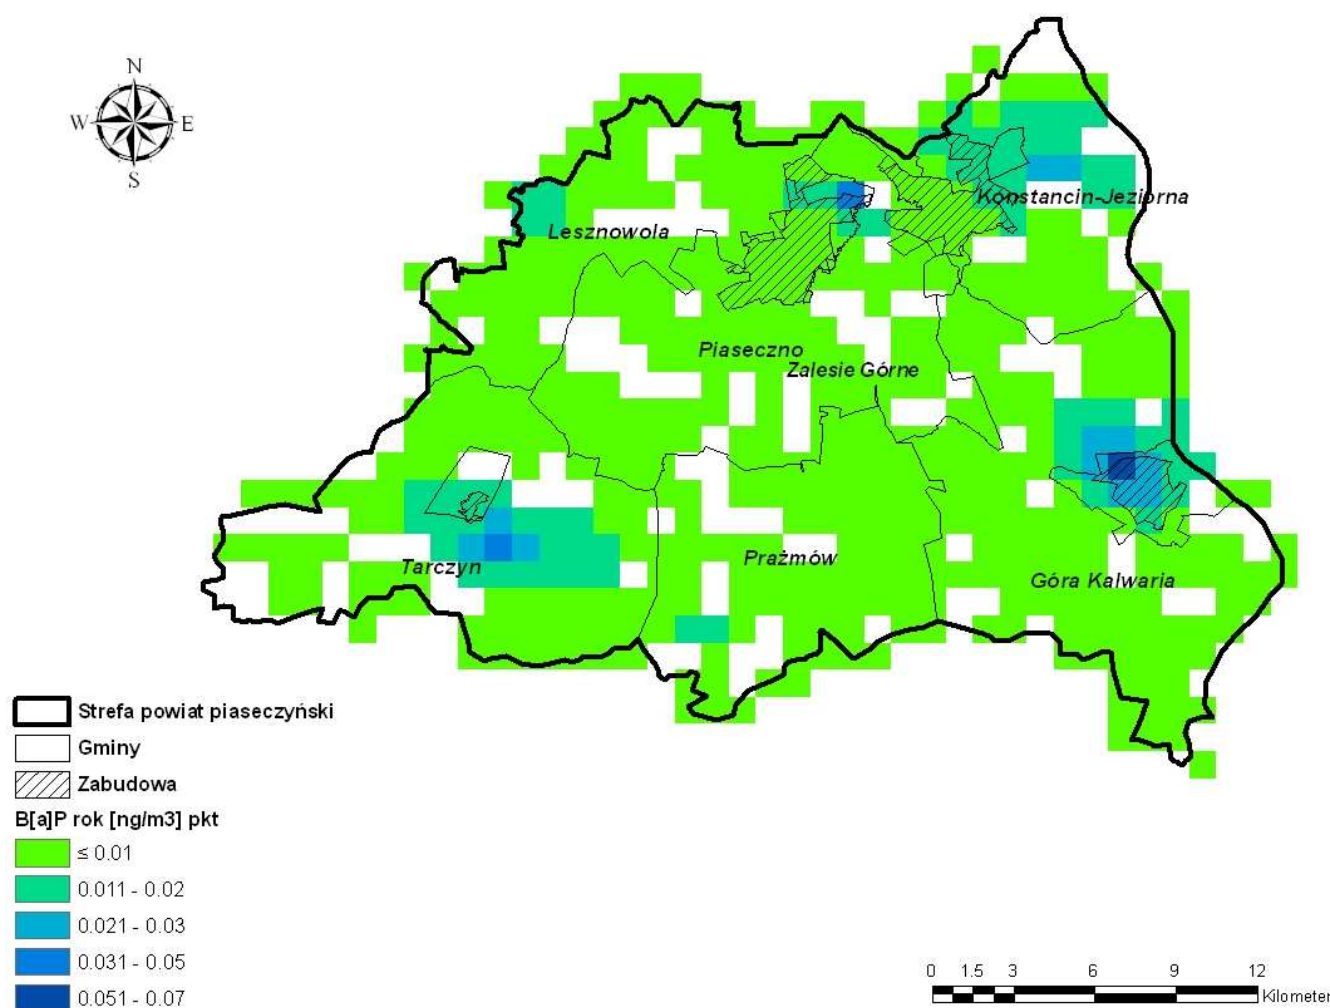 N
W E
S
Konstancin-Jeziorna
Lesznowola
Piaseczno
Zalesie Górne
Tarczyn
Prażmów
Góra Kalwaria
Strefa powiat piaseczyński
Gminy
Zabudowa
B[a]P rok [ng/m3] pkt
≤ 0.01
0.011 - 0.02
0.021 - 0.03
0.031 - 0.05
0.051 - 0.07
0 1.5 3 6 9 12
Kilometer